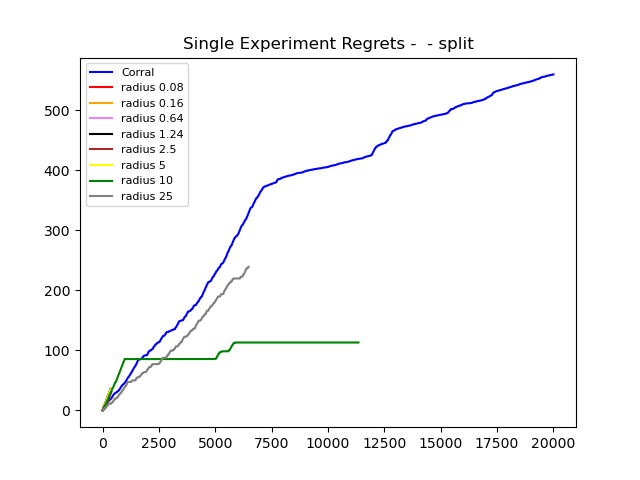 Single Experiment Regrets -  - split
Corral
radius 0.08
radius 0.16
radius 0.64
radius 1.24
radius 2.5
radius 5
radius 10
radius 25
500
400
300
200
100
0
0 2500 5000 7500 10000 12500 15000 17500 20000